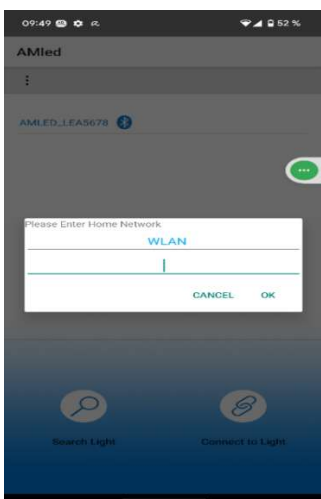 09:49 52 %
AMled
AMLED_LEA5678
Please Enter Home Network
WLAN
CANCEL OK
Search Light Connect to Light